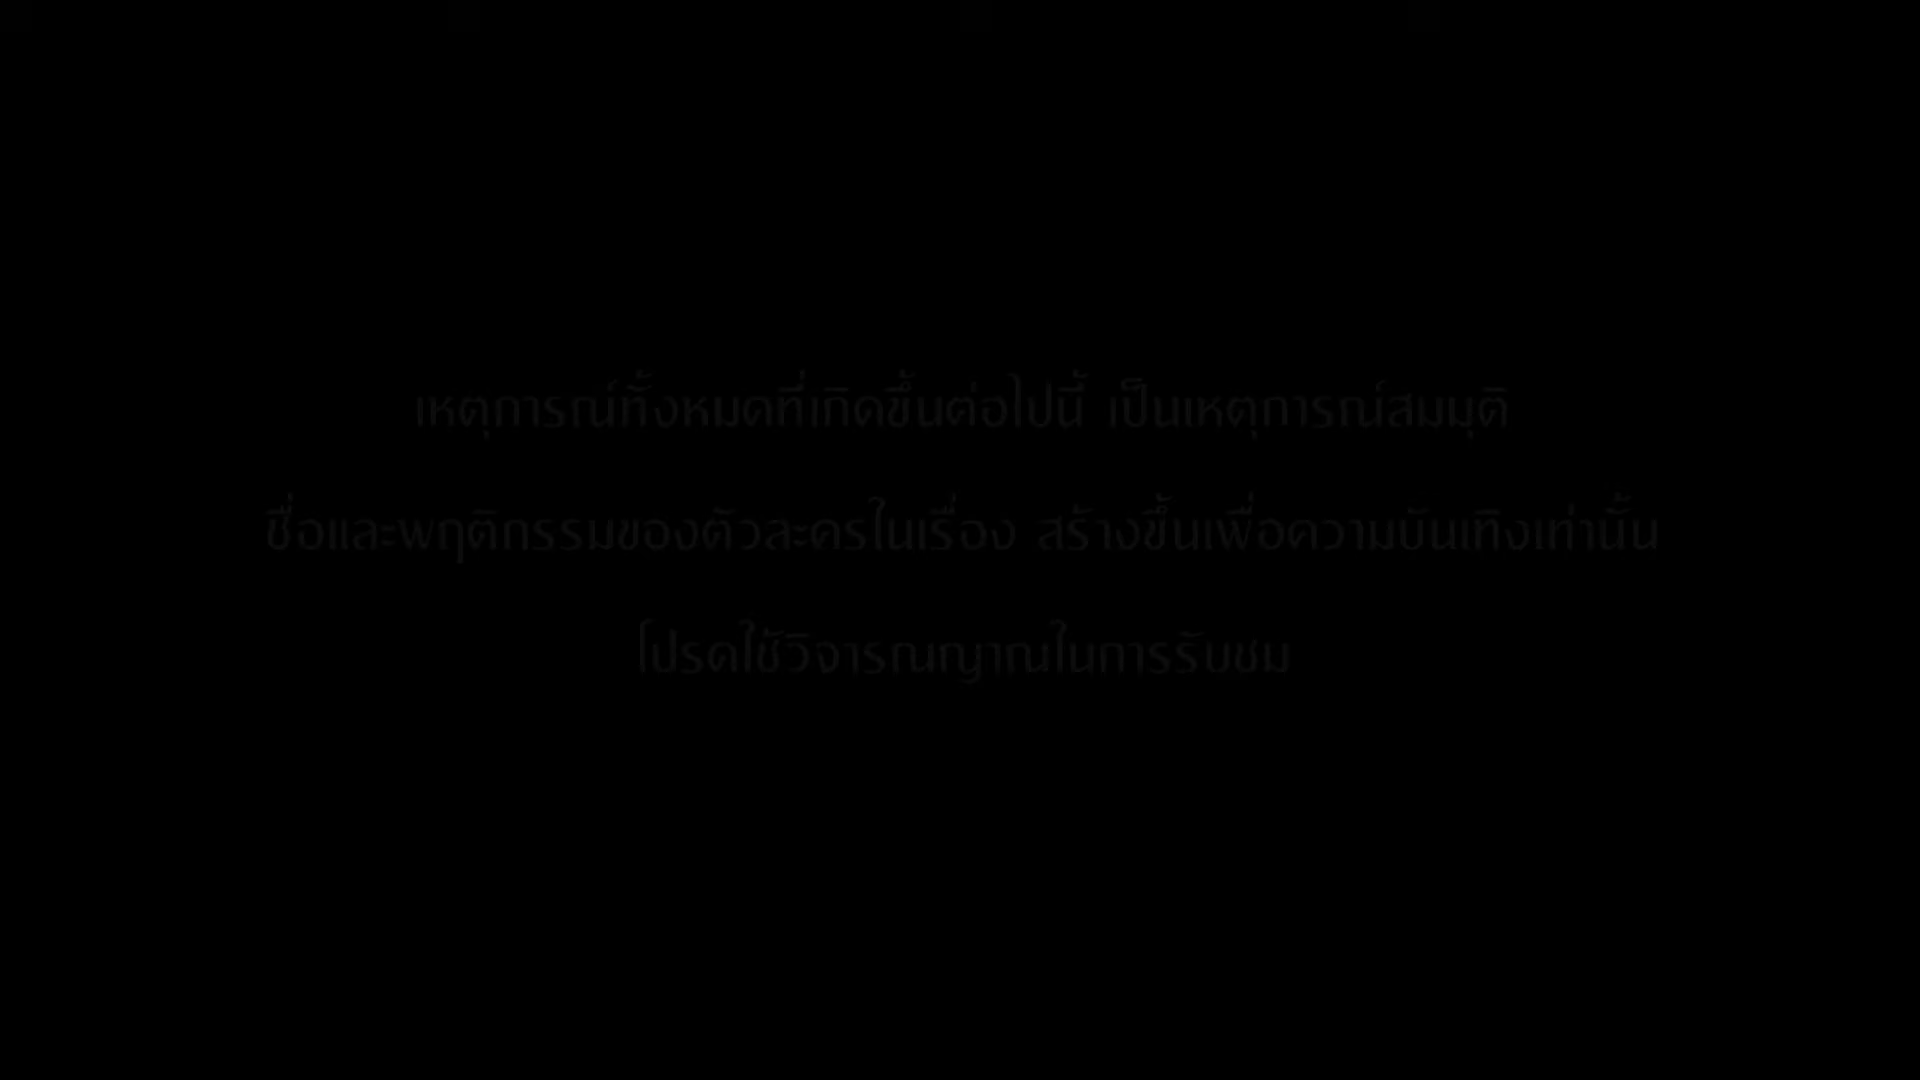 เหตุการณ์ทั้งหมดที่เกิดขึ้นต่อไปนี้ เป็นเหตุการณ์สมมุติ
ชื่อและพฤติกรรมของตัวละครในเรื่อง สร้างขึ้นเพื่อความบันเทิงเท่านั้น
โปรดใช้วิจารณญาณในการรับชม